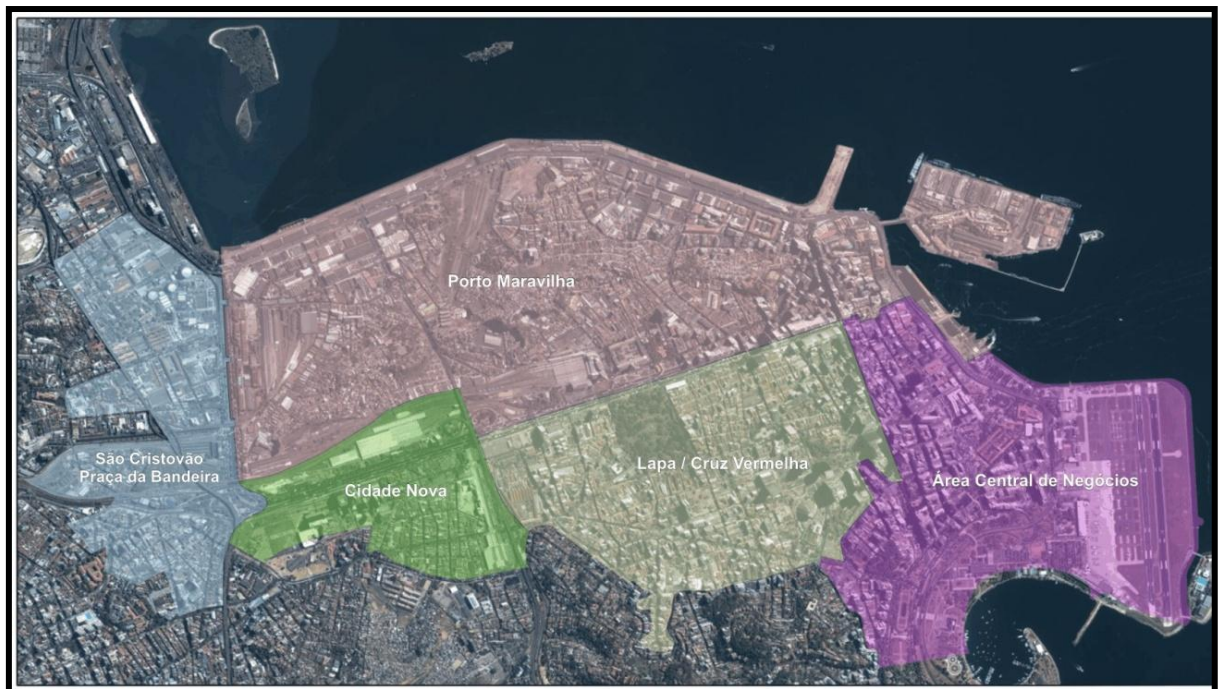 Porto Maravilha
São Cristovão
Praça da Bandeira
Cidade Nova
Lapa / Cruz Vermelha
Área Central de Negócios